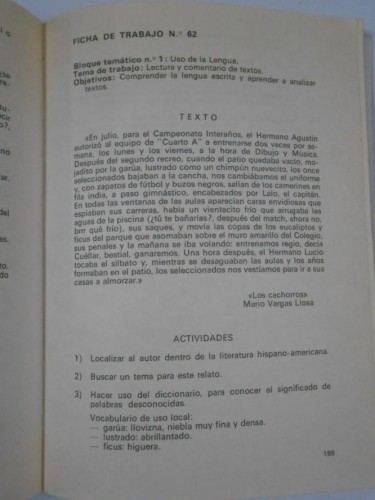 FICHA DE TRABAJO N.º 62
Bloque temático n.º 1: Uso de la Lengua.
Tema de trabajo: Lectura y comentario de textos.
Objetivos: Comprender la lengua escrita y aprender a analizar
textos.
TEXTO
«En julio, para el Campeonato Interaños, el Hermano Agustín
autorizó al equipo de "Cuarto A" a entrenarse dos veces por se-
mana, los lunes y los viernes, a la hora de Dibujo y Música.
Después del segundo recreo, cuando el patio quedaba vacío, mo-
jadito por la garúa, lustrado como un chimpún nuevecito, los once
seleccionados bajaban a la cancha, nos cambiábamos el uniforme
y, con zapatos de fútbol y buzos negros, salían de los camerines en
fila india, a paso gimnástico, encabezados por Lalo, el capitán.
En todas las ventanas de las aulas aparecían caras envidiosas que
espiaban sus carreras, había un vientecito frío que arrugaba las
aguas de la piscina (¿tú te bañarías?, después del match, ahora no,
brr qué frío), sus saques, y movía las copas de los eucaliptos y
ficus del parque que asomaban sobre el muro amarillo del Colegio,
sus penales y la mañana se iba volando: entrenamos regio, decía
Cuéllar, bestial, ganaremos. Una hora después, el Hermano Lucio
tocaba el silbato y, mientras se desaguaban las aulas y los años
formaban en el patio, los seleccionados nos vestíamos para ir a sus
casas a almorzar.»
«Los cachorros»
Mario Vargas Llosa
ACTIVIDADES
1) Localizar al autor dentro de la literatura hispano-americana.
2) Buscar un tema para este relato.
3) Hacer uso del diccionario, para conocer el significado de
palabras desconocidas.
Vocabulario de uso local:
— garúa: llovizna, niebla muy fina y densa.
— lustrado: abrillantado.
— ficus: higuera.
189